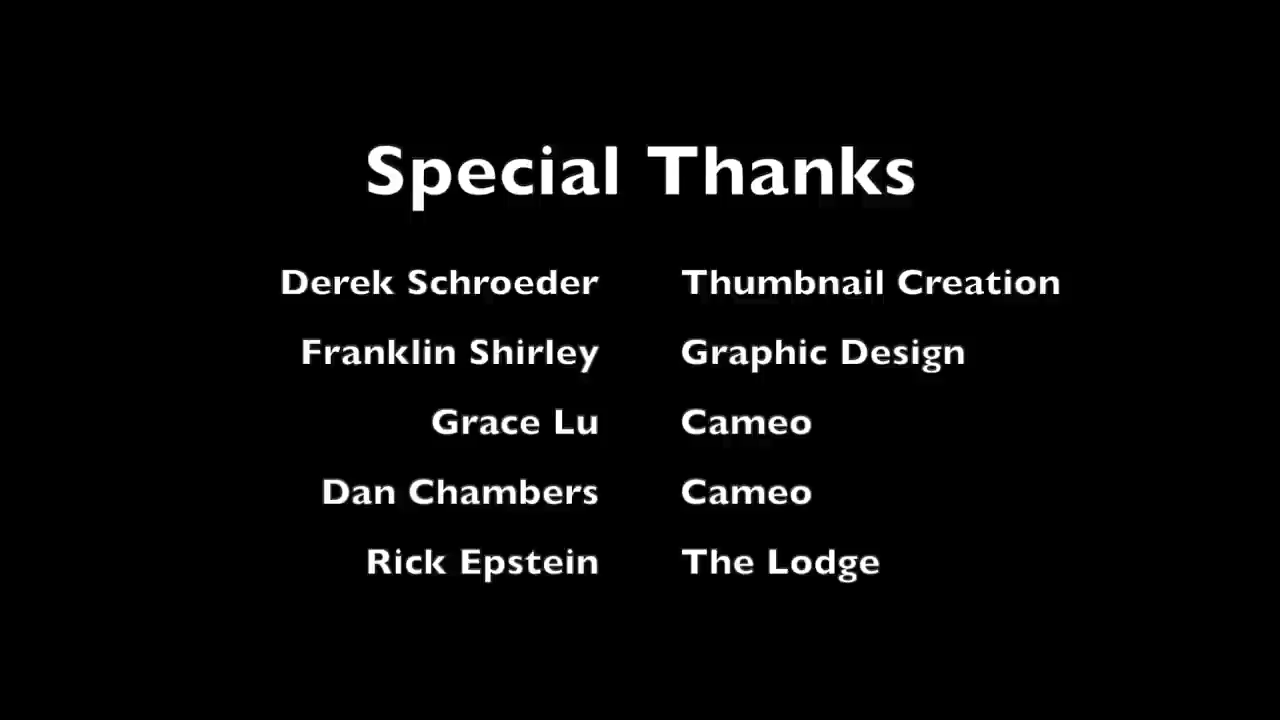 Special Thanks
Derek Schroeder Thumbnail Creation
Franklin Shirley Graphic Design
Grace Lu Cameo
Dan Chambers Cameo
Rick Epstein The Lodge